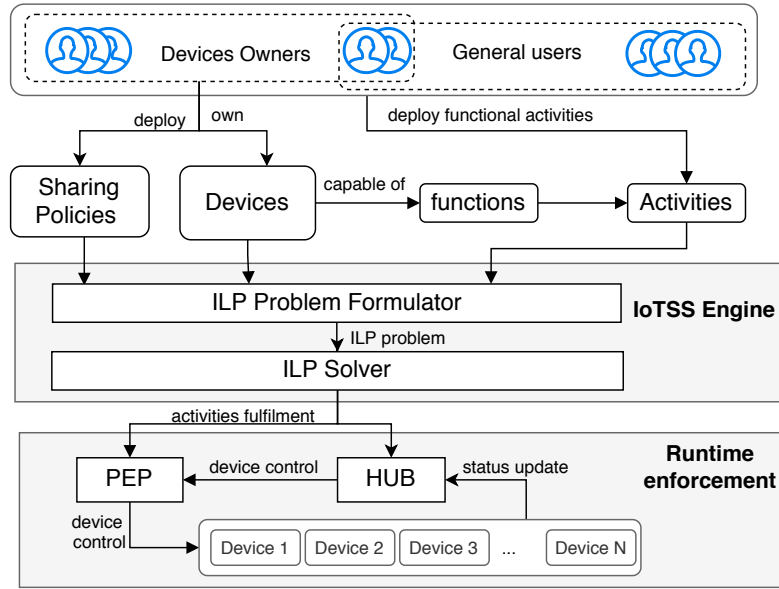 Devices Owners
General users
deploy
own
deploy functional activities
Sharing
Policies
Devices
capable of
functions
Activities
ILP Problem Formulator
IoTSS Engine
ILP problem
ILP Solver
activities fulfilment
Runtime
enforcement
PEP
device control
HUB
status update
device
control
Device 1
Device 2
Device 3
...
Device N